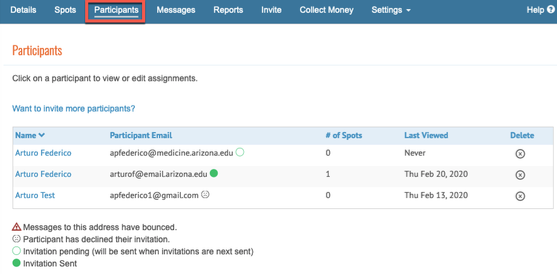 Details Spots Participants Messages Reports Invite Collect Money Settings Help
Participants
Click on a participant to view or edit assignments.
Want to invite more participants?
Name Participant Email # of Spots Last Viewed Delete
Arturo Federico apfederico@medicine.arizona.edu 0 Never
Arturo Federico arturof@email.arizona.edu 1 Thu Feb 20, 2020
Arturo Test apfederico1@gmail.com 0 Thu Feb 13, 2020
Messages to this address have bounced.
Participant has declined their invitation.
Invitation pending (will be sent when invitations are next sent)
Invitation Sent